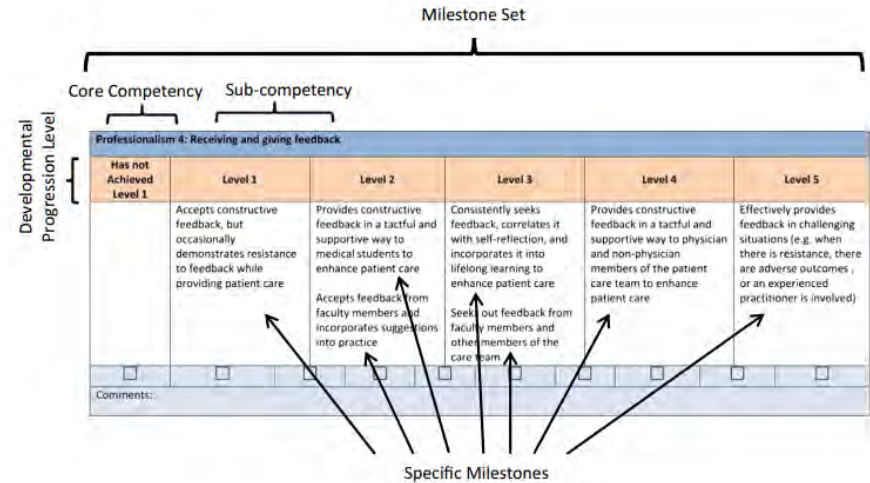 Milestone Set
Core Competency
Sub-competency
Developmental
Progression Level
Professionalism 4: Receiving and giving feedback
Has not
Achieved
Level 1
Level 1
Level 2
Level 3
Level 4
Level 5
Accepts constructive
feedback, but
occasionally
demonstrates resistance
to feedback while
providing patient care
Provides constructive
feedback in a tactful and
supportive way to
medical students to
enhance patient care
Accepts feedback from
faculty members and
incorporates suggestions
into practice
Consistently seeks
feedback, correlates it
with self-reflection, and
incorporates it into
lifelong learning to
enhance patient care
Seeks out feedback from
faculty members and
other members of the
care team
Provides constructive
feedback in a tactful and
supportive way to physician
and non-physician
members of the patient
care team to enhance
patient care
Effectively provides
feedback in challenging
situations (e.g. when
there is resistance, there
are adverse outcomes ,
or an experienced
practitioner is involved)
Comments:
Specific Milestones